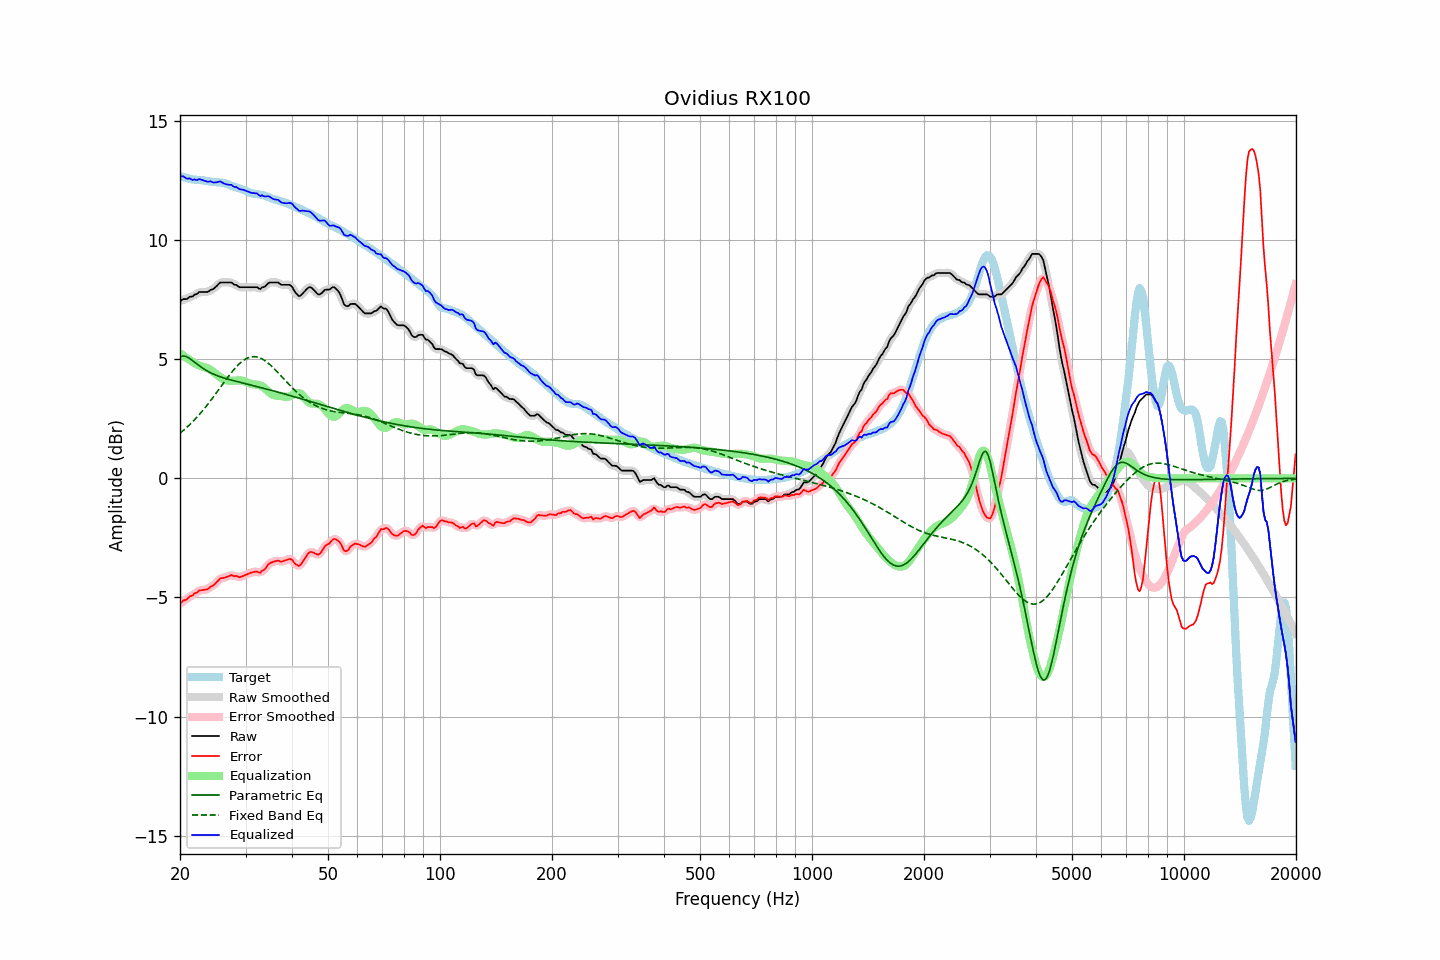 Ovidius RX100
15
10
5
0
−5
−10
−15
Amplitude (dBr)
Target
Raw Smoothed
Error Smoothed
Raw
Error
Equalization
Parametric Eq
Fixed Band Eq
Equalized
20 50 100 200 500 1000 2000 5000 10000 20000
Frequency (Hz)